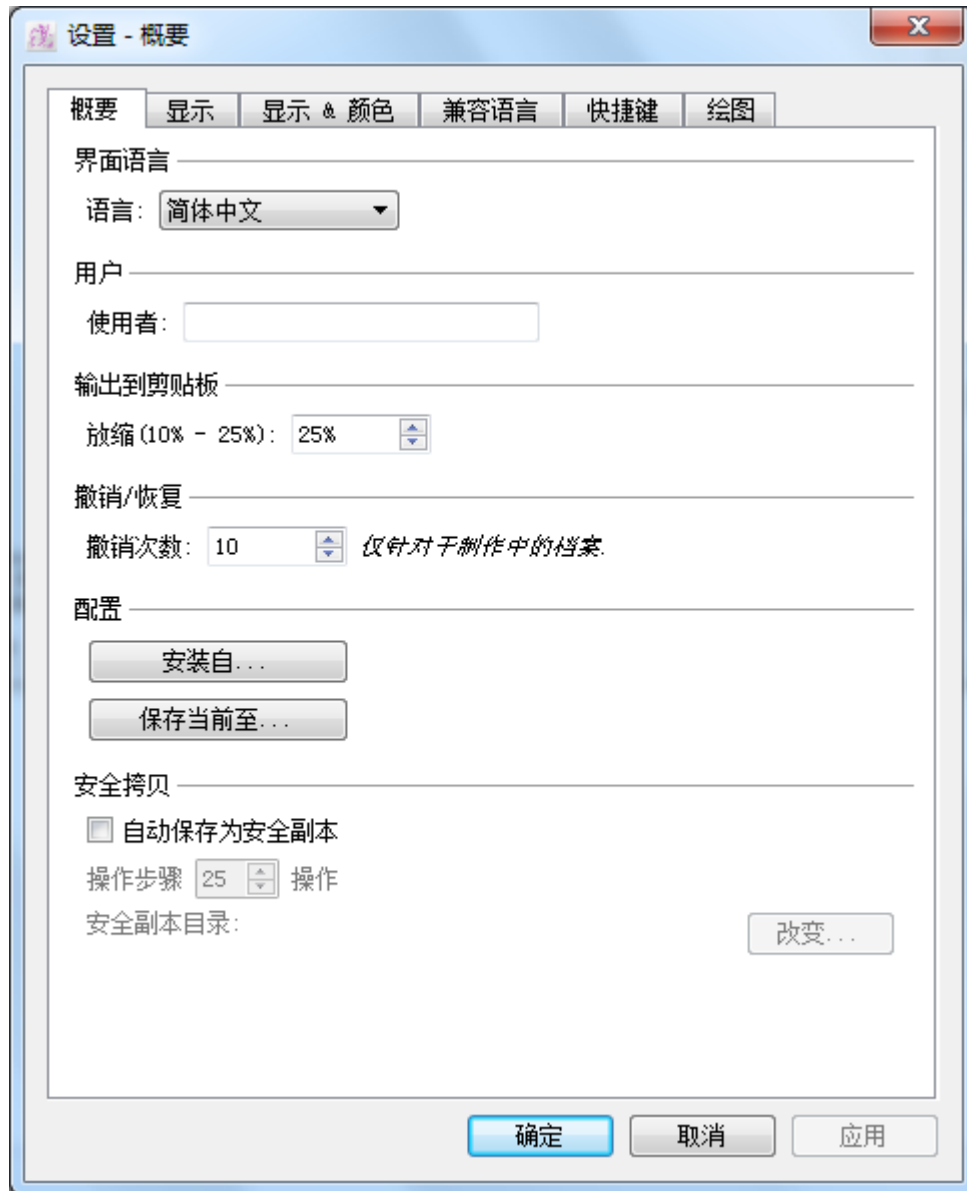 设置 - 概要
概要 显示 显示 & 颜色 兼容语言 快捷键 绘图
界面语言
语言: 简体中文
用户
使用者:
输出到剪贴板
放缩(10% - 25%): 25%
撤销/恢复
撤销次数: 10 仅针对于制作中的档案.
配置
安装自...
保存当前至...
安全挎贝
自动保存为安全副本
操作步骤 25 操作
安全副本目录:
改变...
确定 取消 应用